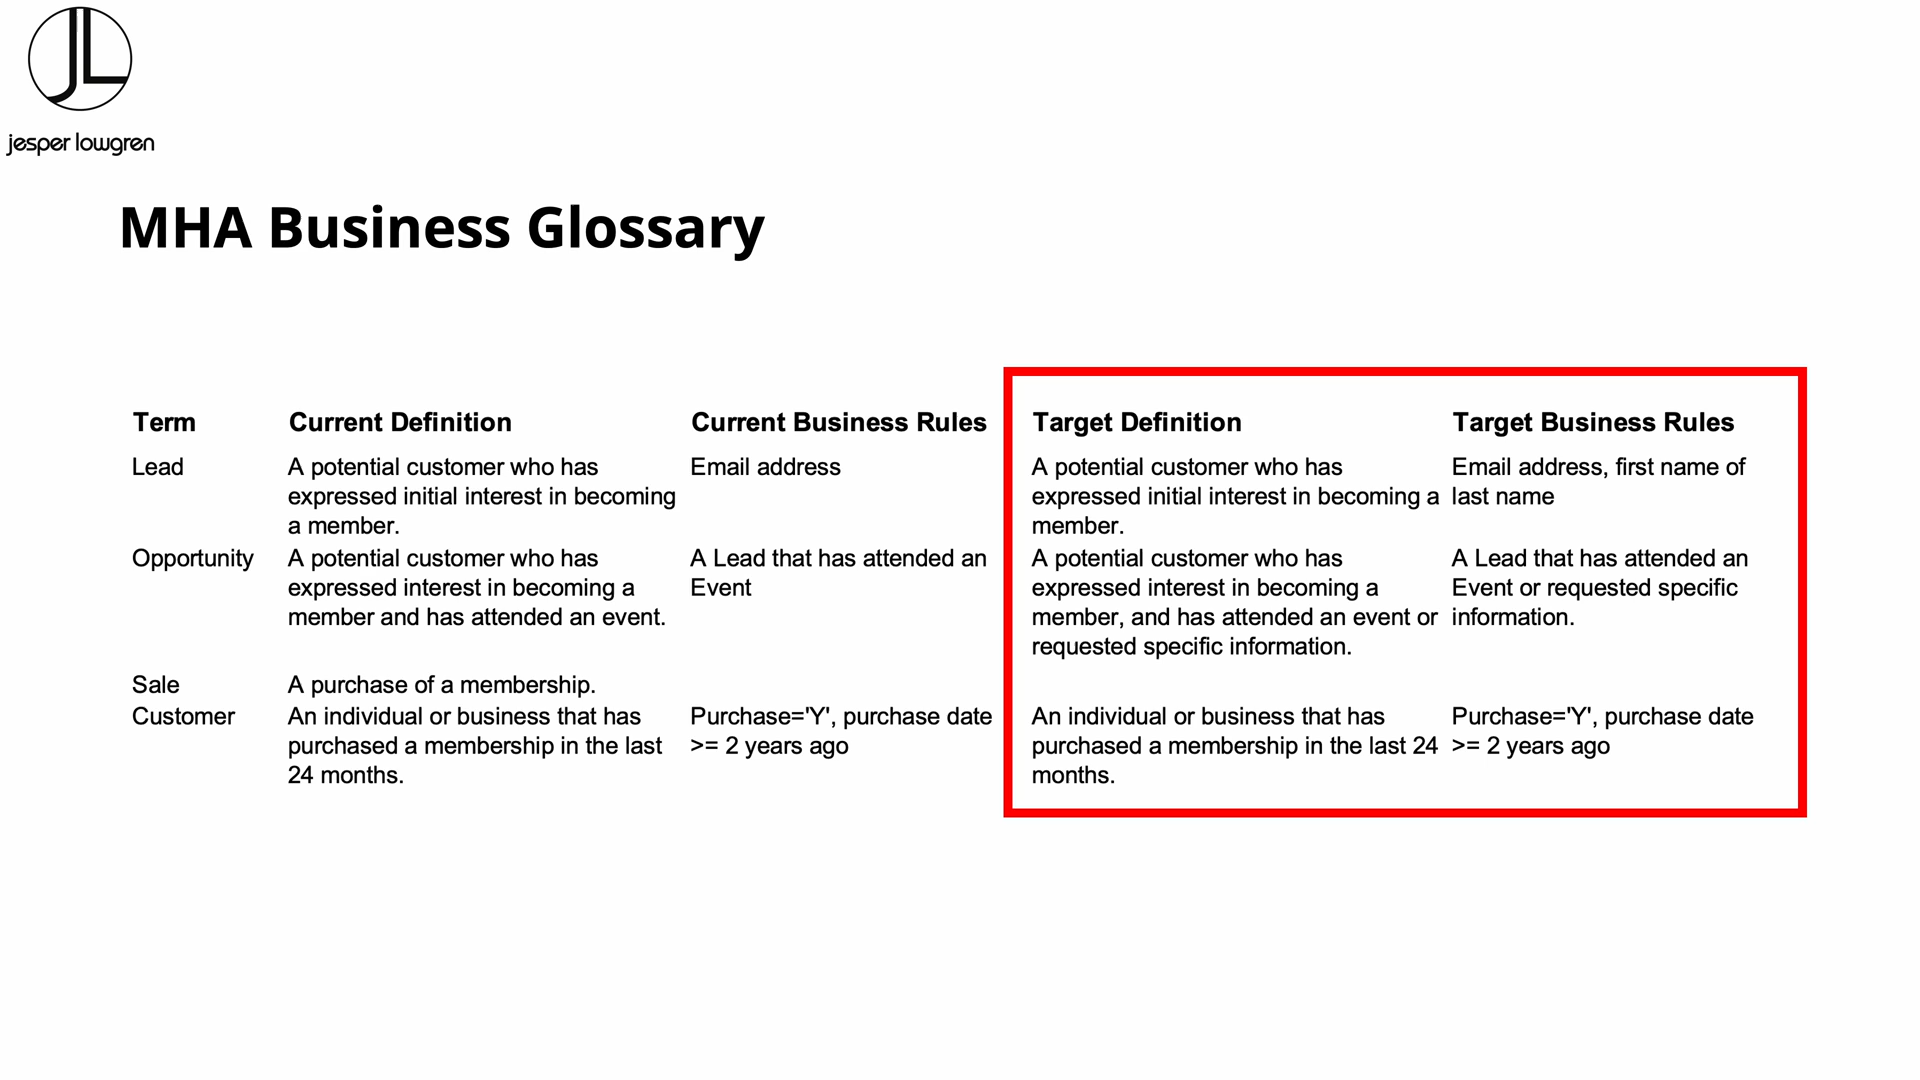 JL
jesper lowgren
MHA Business Glossary
Term Current Definition Current Business Rules Target Definition Target Business Rules
Lead
A potential customer who has
expressed initial interest in becoming
a member.
Email address
A potential customer who has
expressed initial interest in becoming a
member.
Email address, first name of
last name
Opportunity
A potential customer who has
expressed interest in becoming a
member and has attended an event.
A Lead that has attended an
Event
A potential customer who has
expressed interest in becoming a
member, and has attended an event or
requested specific information.
A Lead that has attended an
Event or requested specific
information.
Sale
A purchase of a membership.
Customer
An individual or business that has
purchased a membership in the last
24 months.
Purchase='Y', purchase date
>= 2 years ago
An individual or business that has
purchased a membership in the last 24
months.
Purchase='Y', purchase date
>= 2 years ago